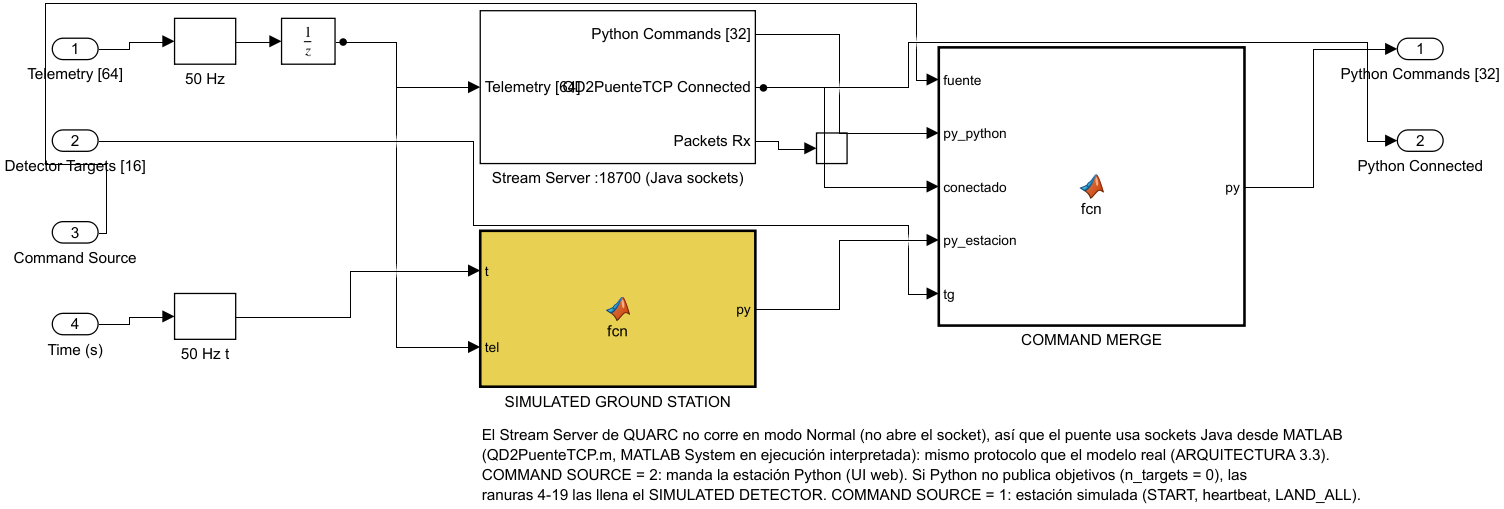 1
Telemetry [64]
50 Hz
1
z
2
Detector Targets [16]
3
Command Source
4
Time (s)
50 Hz t
Python Commands [32]
Telemetry [64]
QD2PuenteTCP Connected
Packets Rx
Stream Server :18700 (Java sockets)
t
tel
fcn
py
SIMULATED GROUND STATION
fuente
py_python
conectado
py_estacion
tg
fcn
py
COMMAND MERGE
1
Python Commands [32]
2
Python Connected
El Stream Server de QUARC no corre en modo Normal (no abre el socket), así que el puente usa sockets Java desde MATLAB
(QD2PuenteTCP.m, MATLAB System en ejecución interpretada): mismo protocolo que el modelo real (ARQUITECTURA 3.3).
COMMAND SOURCE = 2: manda la estación Python (UI web). Si Python no publica objetivos (n_targets = 0), las
ranuras 4-19 las llena el SIMULATED DETECTOR. COMMAND SOURCE = 1: estación simulada (START, heartbeat, LAND_ALL).